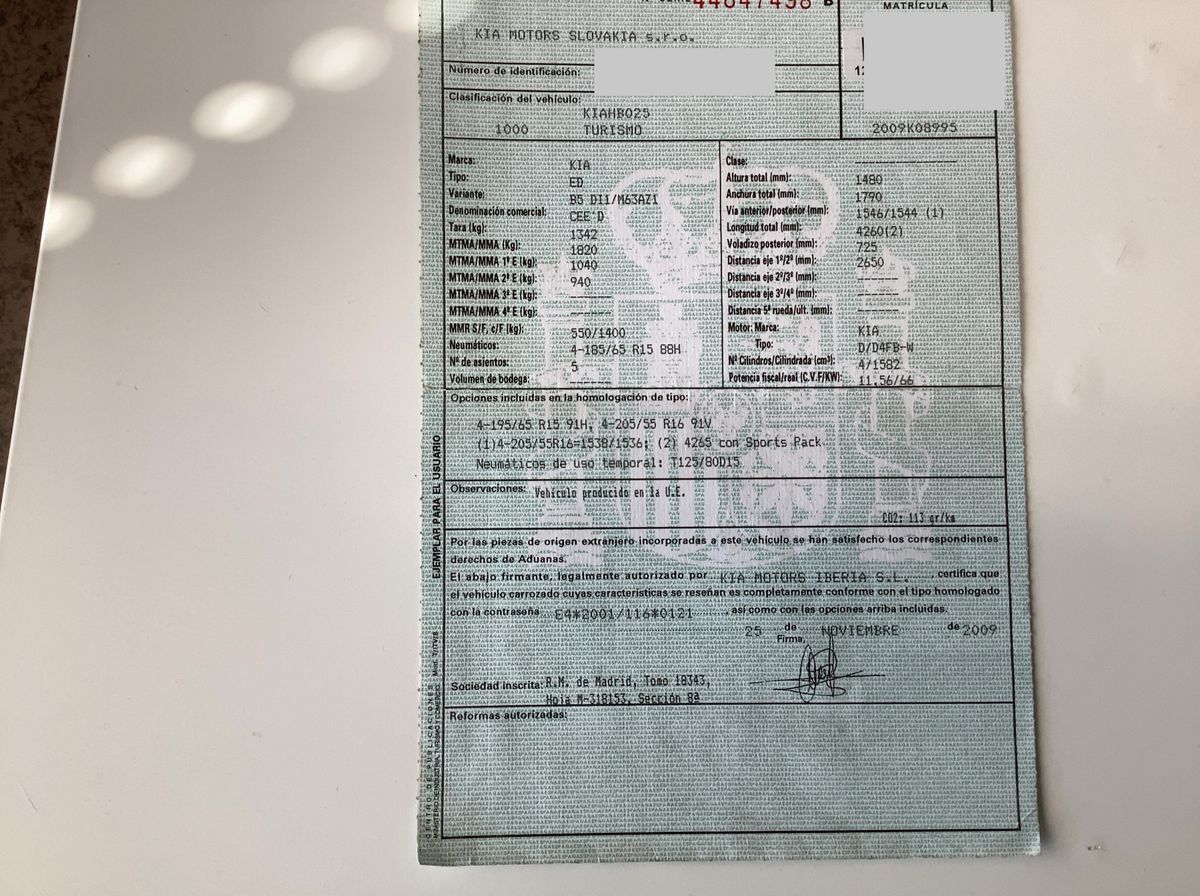 44647498 B
MATRÍCULA
KIA MOTORS SLOVAKIA s.r.o.
Número de identificación:
12
Clasificación del vehículo:
KIAHB025
1000 TURISMO
2009K08995
Marca: KIA
Tipo: ED
Variante: B5 DI1/M63AZ1
Denominación comercial: CEE'D
Tara (kg): 1342
MTMA/MMA (Kg): 1820
MTMA/MMA 1º E (kg): 1040
MTMA/MMA 2º E (kg): 940
MTMA/MMA 3º E (kg): ------
MTMA/MMA 4º E (kg): ------
MMR S/F, c/F (kg): 550/1400
Neumáticos: 4-185/65 R15 88H
Nº de asientos: 5
Volumen de bodega: ------
Clase: ---------------
Altura total (mm): 1480
Anchura total (mm): 1790
Vía anterior/posterior (mm): 1546/1544 (1)
Longitud total (mm): 4260(2)
Voladizo posterior (mm): 725
Distancia eje 1º/2º (mm): 2650
Distancia eje 2º/3º (mm): ------
Distancia eje 3º/4º (mm): ------
Distancia 5ª rueda/últ. (mm): ------
Motor: Marca: KIA
Tipo: D/D4FB-W
Nº Cilindros/Cilindrada (cm³): 4/1582
Potencia fiscal/real (C.V.F/KW): 11,56/66
Opciones incluidas en la homologación de tipo:
4-195/65 R15 91H, 4-205/55 R16 91V
(1)4-205/55R16=1538/1536; (2) 4265 con Sports Pack
Neumáticos de uso temporal: T125/80D15
Observaciones: Vehículo producido en la U.E.
CO2: 113 gr/km
Por las piezas de origen extranjero incorporadas a este vehículo se han satisfecho los correspondientes
derechos de Aduanas.
El abajo firmante, legalmente autorizado por KIA MOTORS IBERIA S.L. certifica que
el vehículo carrozado cuyas características se reseñan es completamente conforme con el tipo homologado
con la contraseña E4*2001/116*0121 , así como con las opciones arriba incluidas.
25 de NOVIEMBRE de 2009
Firma,
Sociedad inscrita: R.M. de Madrid, Tomo 18343,
Hoja M-318153, Sección 8ª
Reformas autorizadas:
EJEMPLAR PARA EL USUARIO
CENTRO DE PUBLICACIONES
MINISTERIO DE INDUSTRIA, TURISMO Y COMERCIO